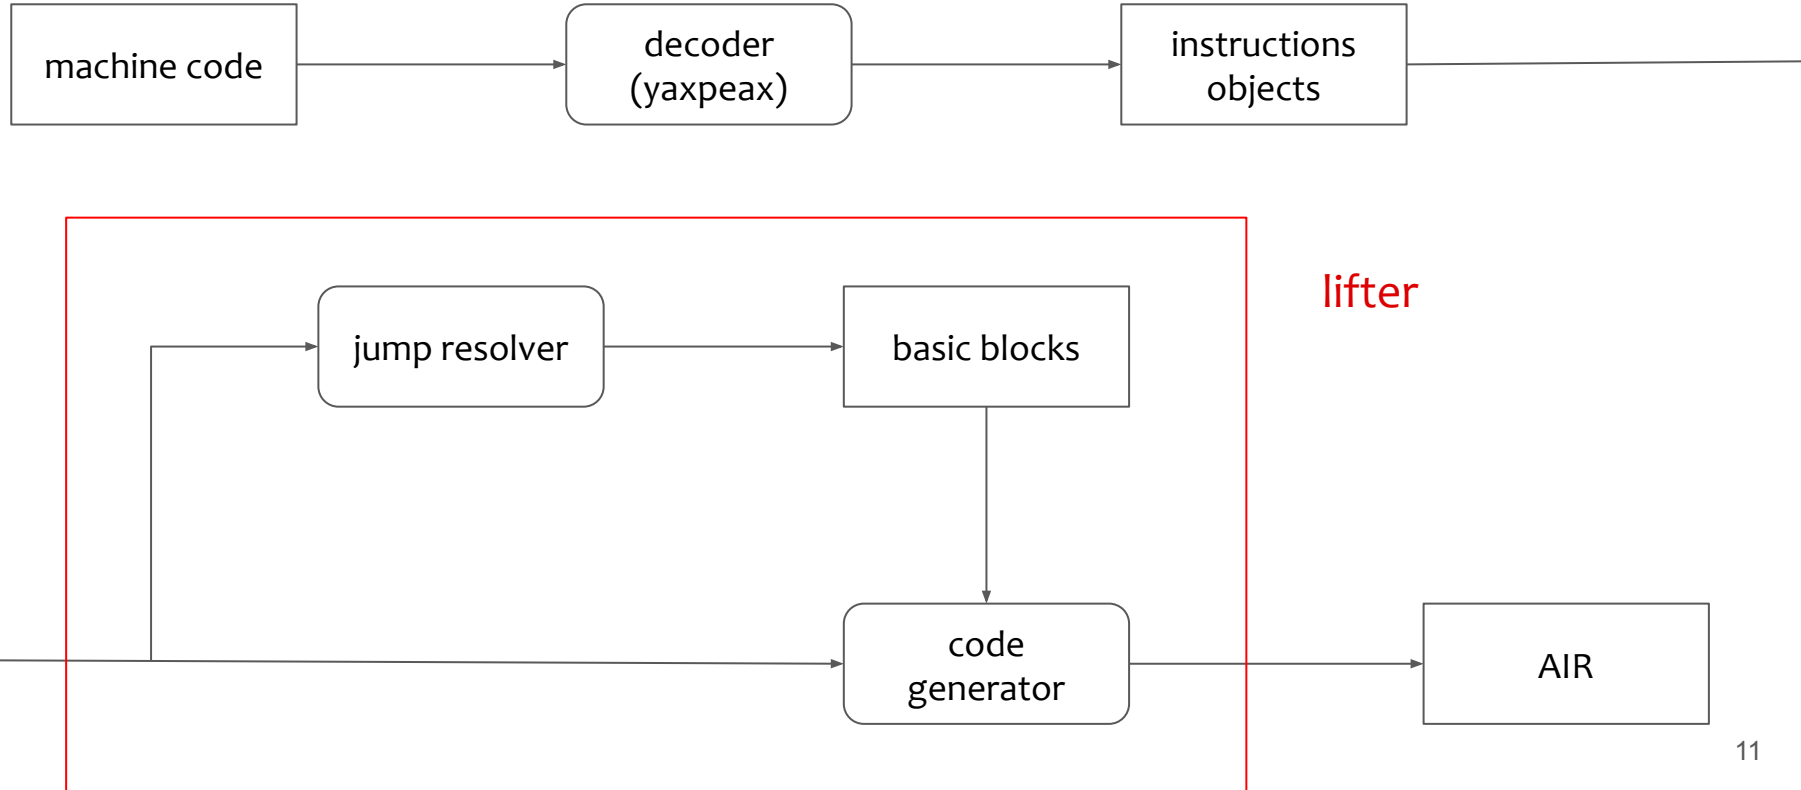 machine code
decoder
(yaxpeax)
instructions
objects
lifter
jump resolver
basic blocks
code
generator
AIR
11